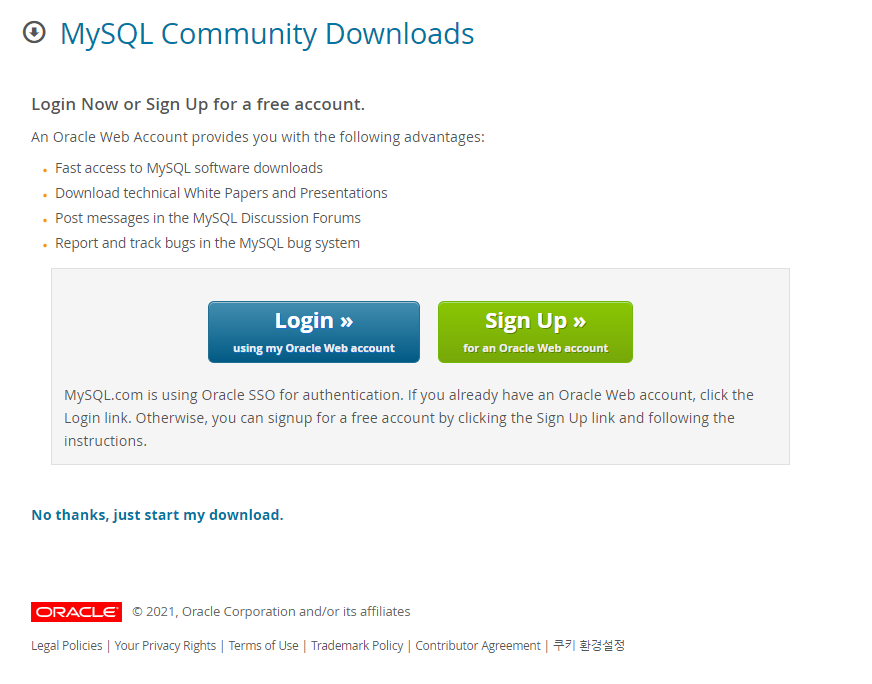 MySQL Community Downloads
Login Now or Sign Up for a free account.
An Oracle Web Account provides you with the following advantages:
Fast access to MySQL software downloads
Download technical White Papers and Presentations
Post messages in the MySQL Discussion Forums
Report and track bugs in the MySQL bug system
Login »
using my Oracle Web account
Sign Up »
for an Oracle Web account
MySQL.com is using Oracle SSO for authentication. If you already have an Oracle Web account, click the
Login link. Otherwise, you can signup for a free account by clicking the Sign Up link and following the
instructions.
No thanks, just start my download.
ORACLE © 2021, Oracle Corporation and/or its affiliates
Legal Policies | Your Privacy Rights | Terms of Use | Trademark Policy | Contributor Agreement | 쿠키 환경설정